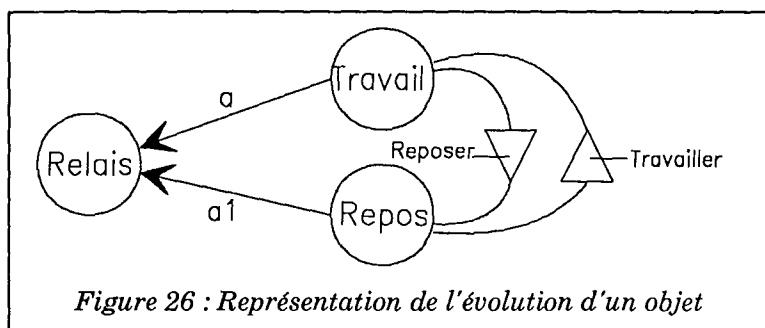 Travail
a
Relais
Reposer
Travailler
a1
Repos
Figure 26 : Représentation de l'évolution d'un objet